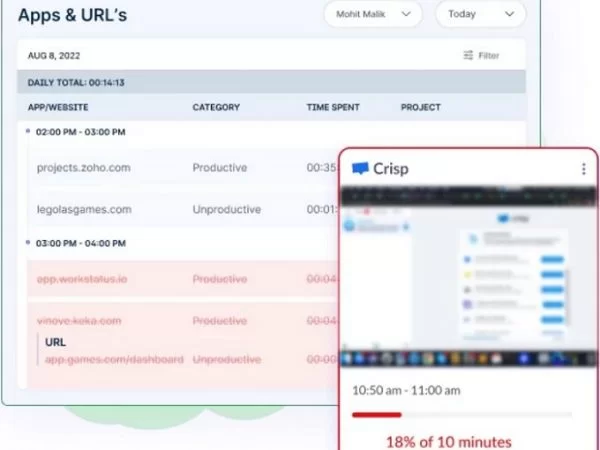 Apps & URL's
Mohit Malik
Today
AUG 8, 2022
Filter
DAILY TOTAL: 00:14:13
APP/WEBSITE CATEGORY TIME SPENT PROJECT
02:00 PM - 03:00 PM
projects.zoho.com Productive 00:35
legolasgames.com Unproductive 00:01:
03:00 PM - 04:00 PM
app.workstatus.io Productive 00:04
vinove.keka.com Productive 00:04
URL
app.games.com/dashboard Unproductive 00:00
Crisp
10:50 am - 11:00 am
18% of 10 minutes